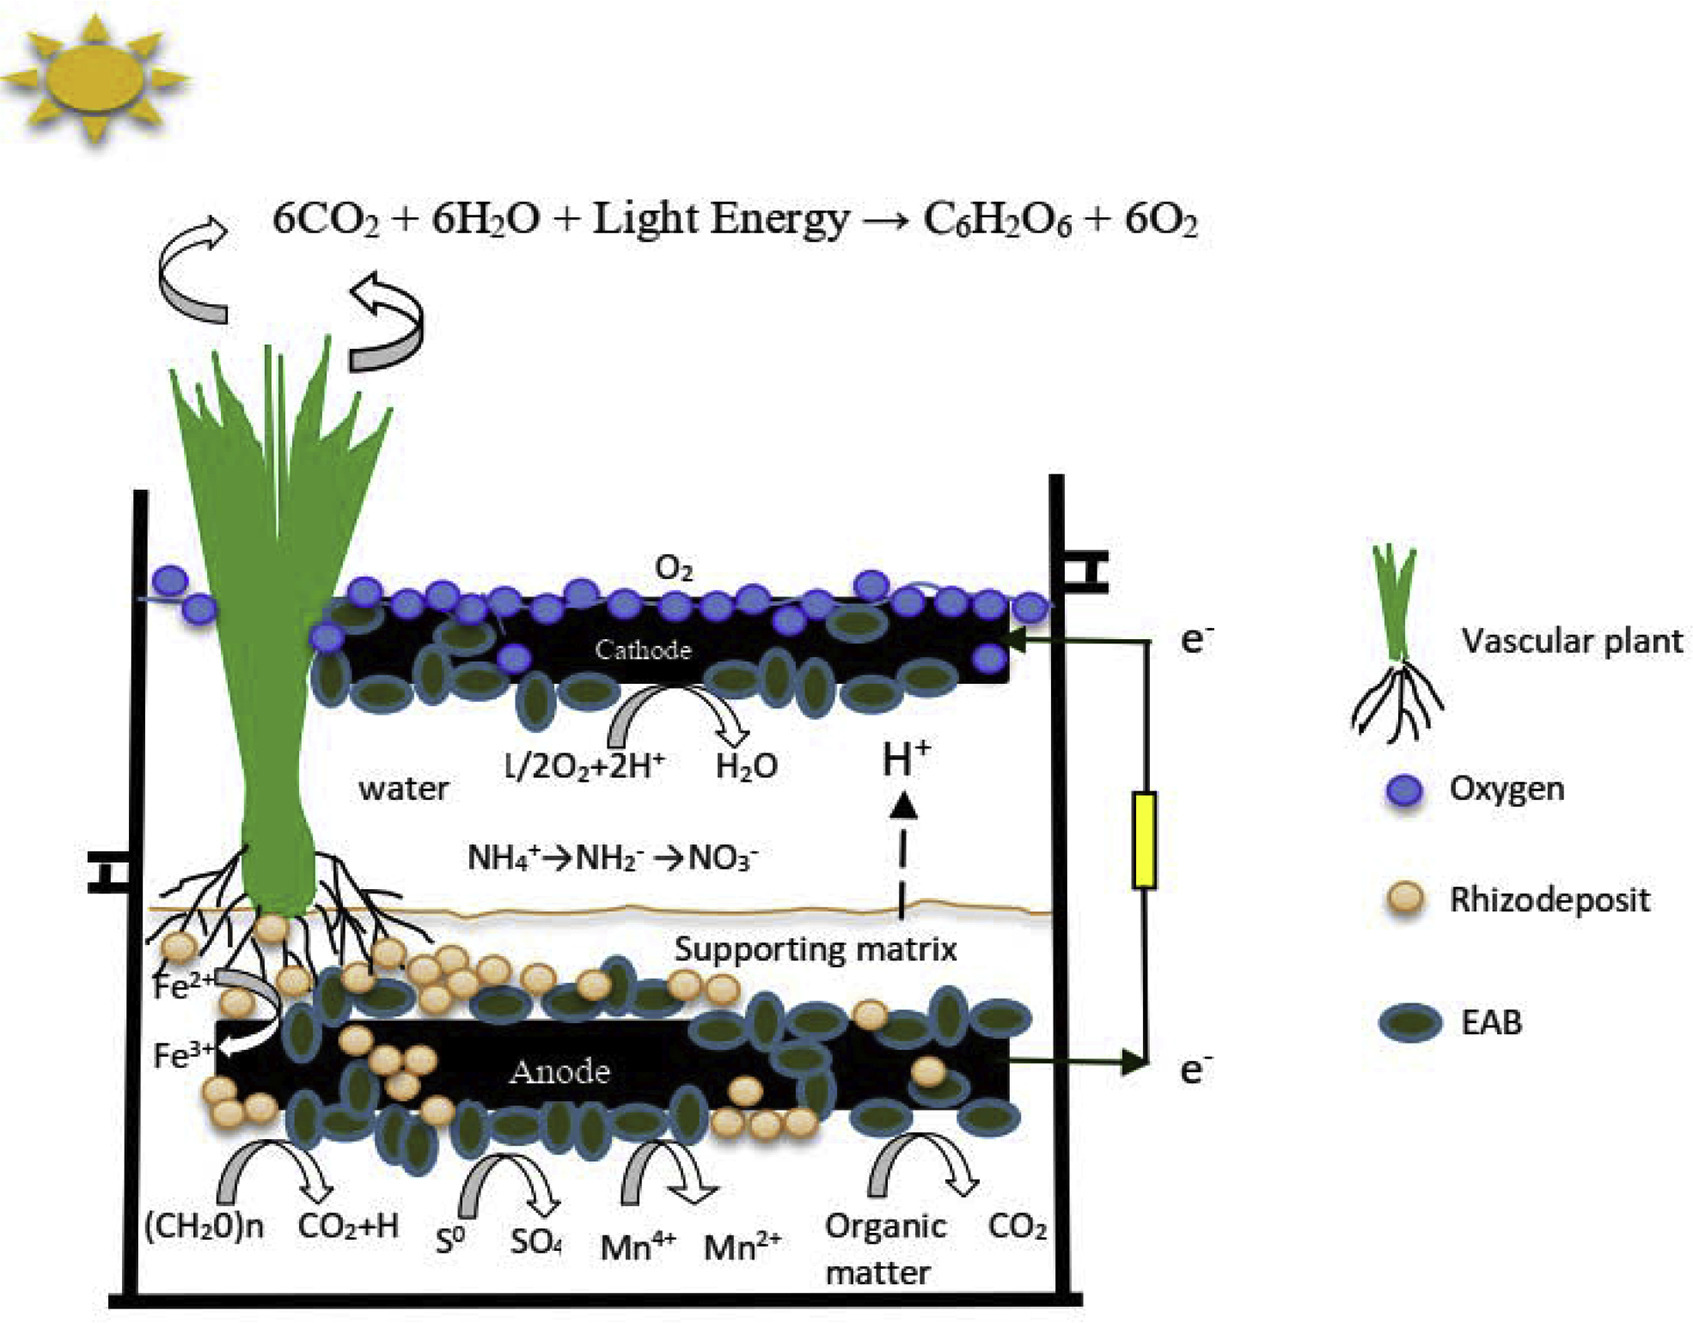 6CO₂ + 6H₂O + Light Energy → C₆H₂O₆ + 6O₂
O₂
Cathode
e⁻
Vascular plant
L/2O₂+2H⁺ H₂O
H⁺
water
Oxygen
NH₄⁺→NH₂⁻ →NO₃⁻
Rhizodeposit
Supporting matrix
Fe²⁺
EAB
Fe³⁺
Anode
e⁻
(CH₂0)n CO₂+H
S⁰ SO₄
Mn⁴⁺ Mn²⁺
Organic
matter
CO₂